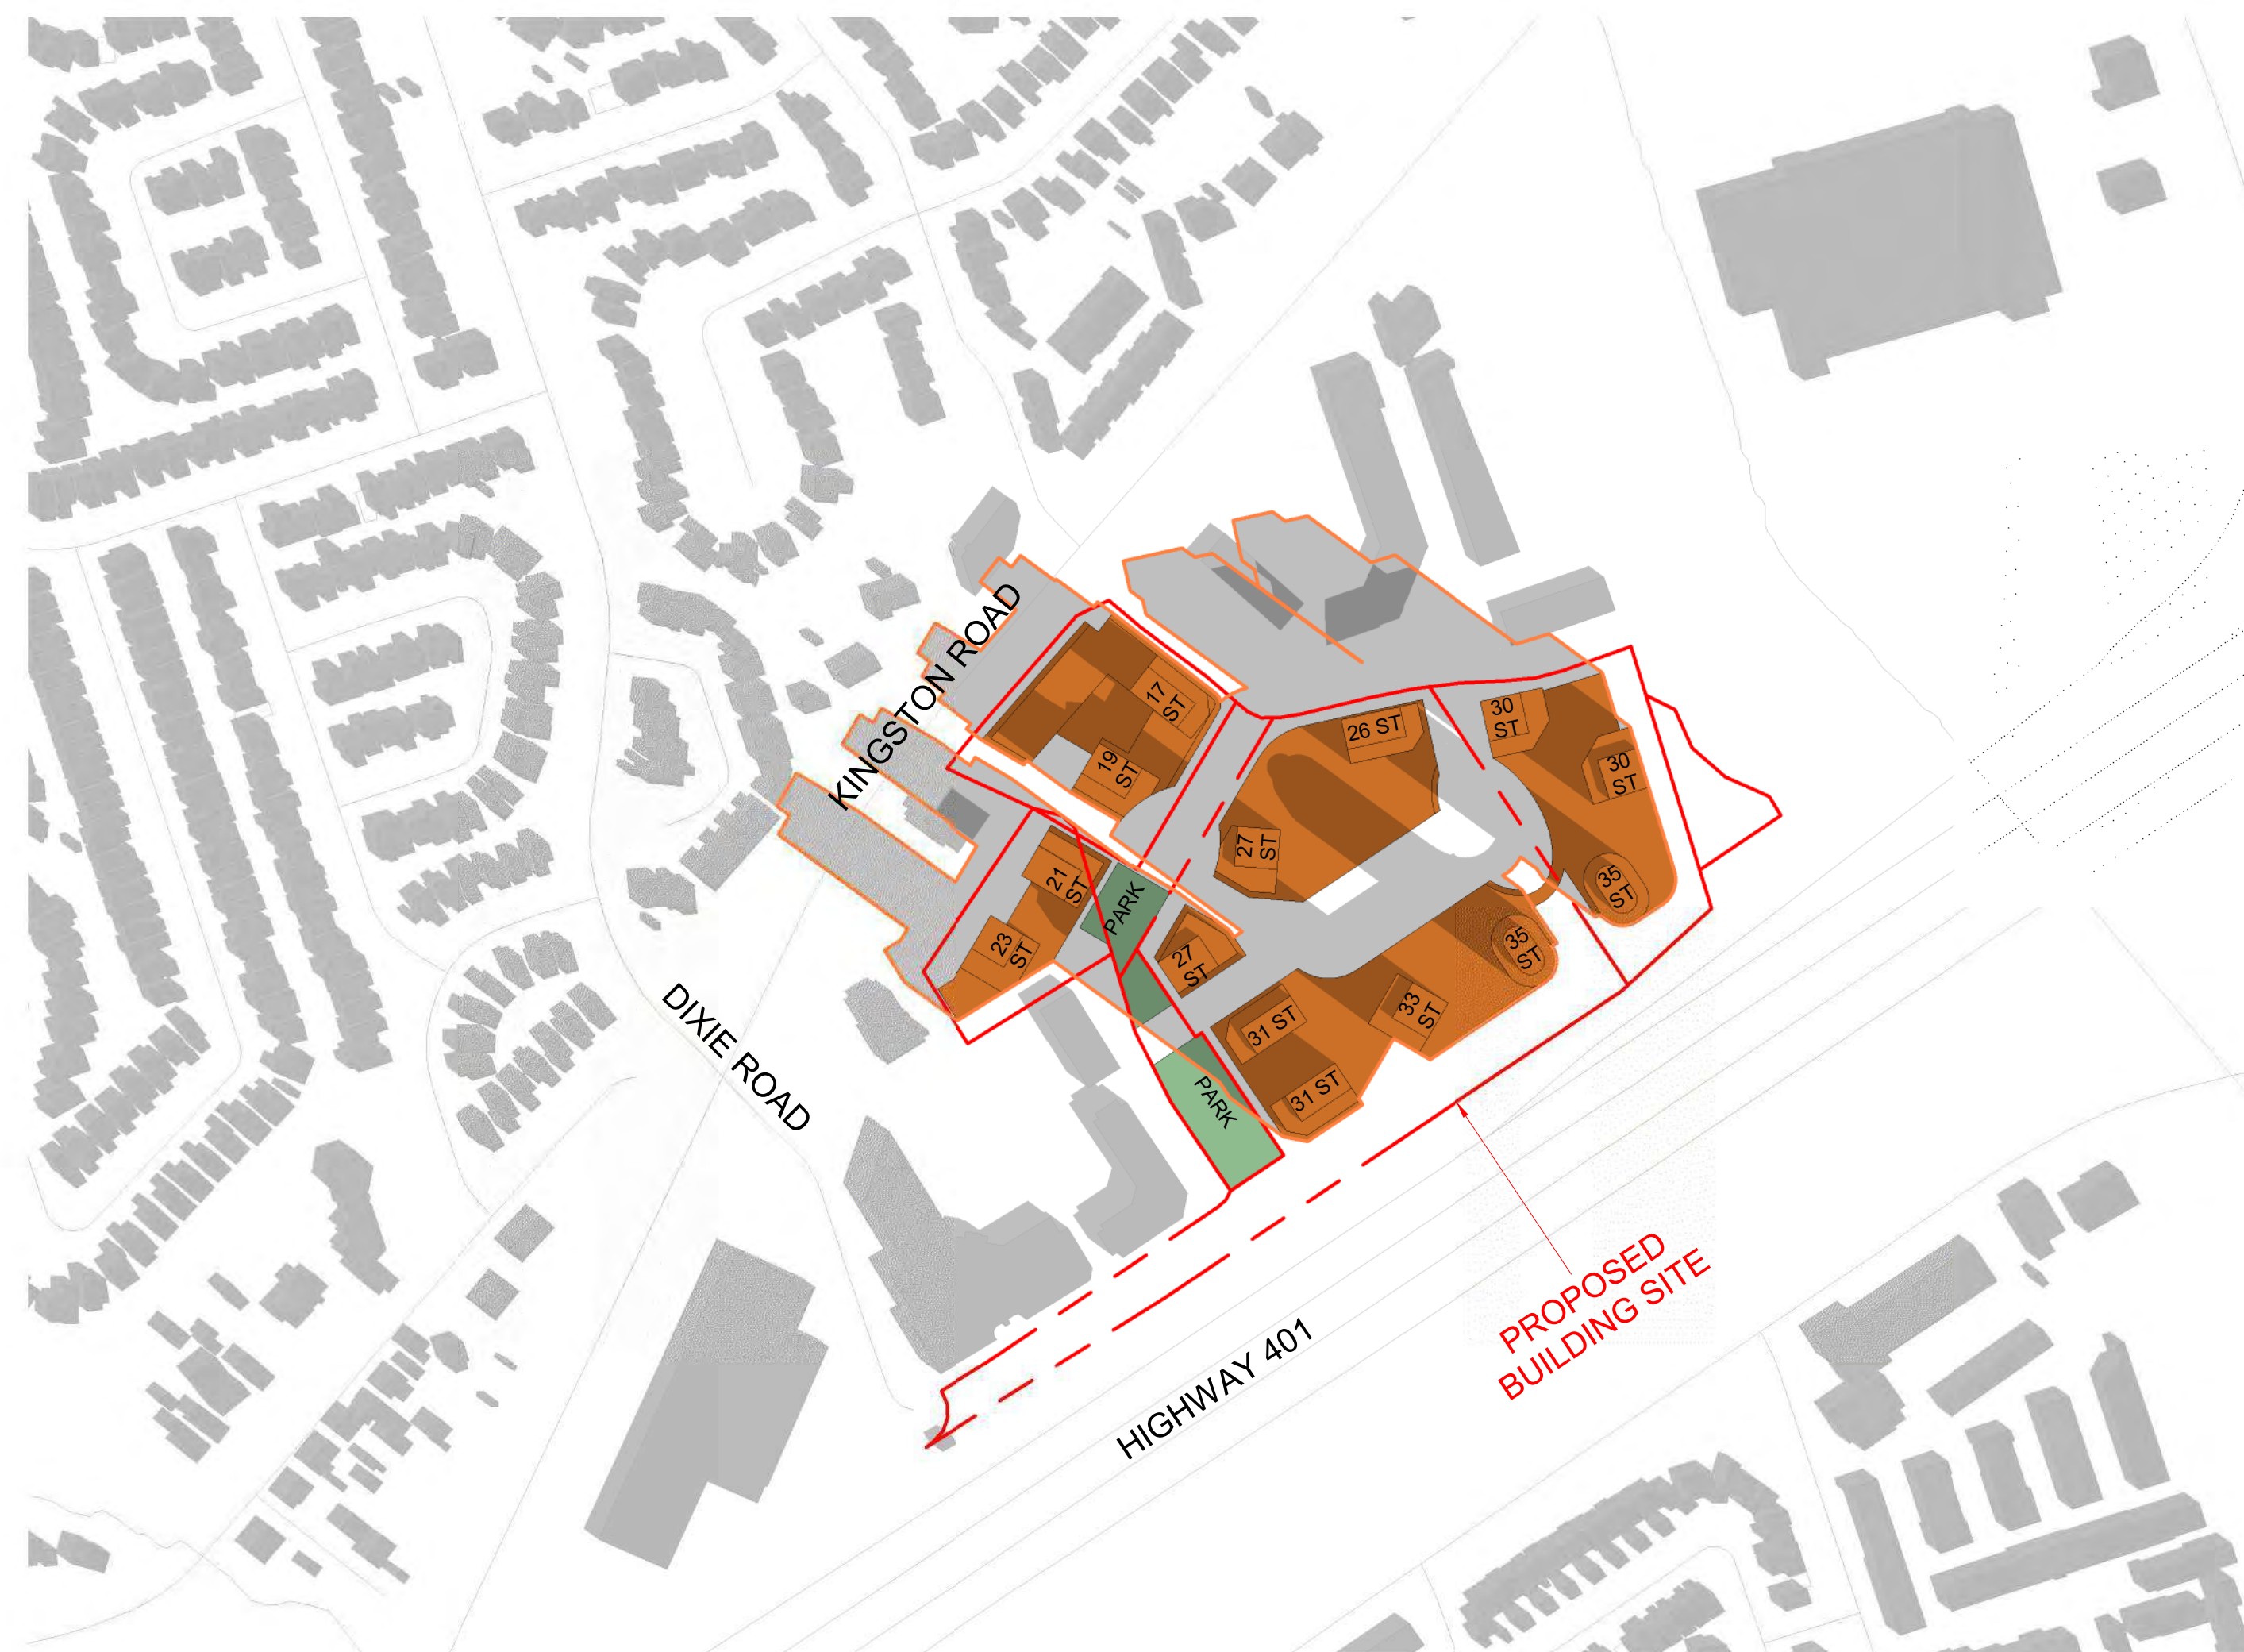 KINGSTON ROAD
17
ST
19
ST
26 ST
30
ST
30
ST
27
ST
35
ST
21
ST
PARK
23
ST
27
ST
35
ST
33
ST
31 ST
31 ST
PARK
DIXIE ROAD
HIGHWAY 401
PROPOSED
BUILDING SITE